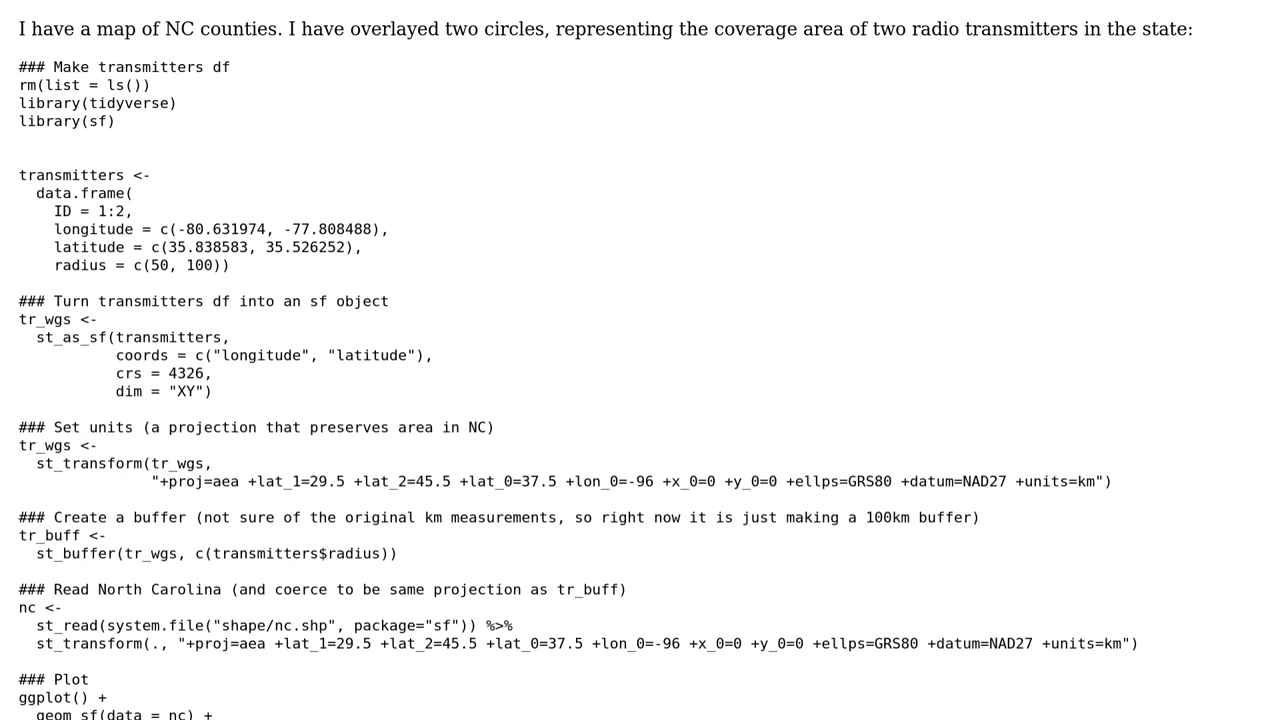 I have a map of NC counties. I have overlayed two circles, representing the coverage area of two radio transmitters in the state:
### Make transmitters df
rm(list = ls())
library(tidyverse)
library(sf)
transmitters <-
  data.frame(
    ID = 1:2,
    longitude = c(-80.631974, -77.808488),
    latitude = c(35.838583, 35.526252),
    radius = c(50, 100))
### Turn transmitters df into an sf object
tr_wgs <-
  st_as_sf(transmitters,
           coords = c("longitude", "latitude"),
           crs = 4326,
           dim = "XY")
### Set units (a projection that preserves area in NC)
tr_wgs <-
  st_transform(tr_wgs,
               "+proj=aea +lat_1=29.5 +lat_2=45.5 +lat_0=37.5 +lon_0=-96 +x_0=0 +y_0=0 +ellps=GRS80 +datum=NAD27 +units=km")
### Create a buffer (not sure of the original km measurements, so right now it is just making a 100km buffer)
tr_buff <-
  st_buffer(tr_wgs, c(transmitters$radius))
### Read North Carolina (and coerce to be same projection as tr_buff)
nc <-
  st_read(system.file("shape/nc.shp", package="sf")) %>%
  st_transform(., "+proj=aea +lat_1=29.5 +lat_2=45.5 +lat_0=37.5 +lon_0=-96 +x_0=0 +y_0=0 +ellps=GRS80 +datum=NAD27 +units=km")
### Plot
ggplot() +
  geom_sf(data = nc) +